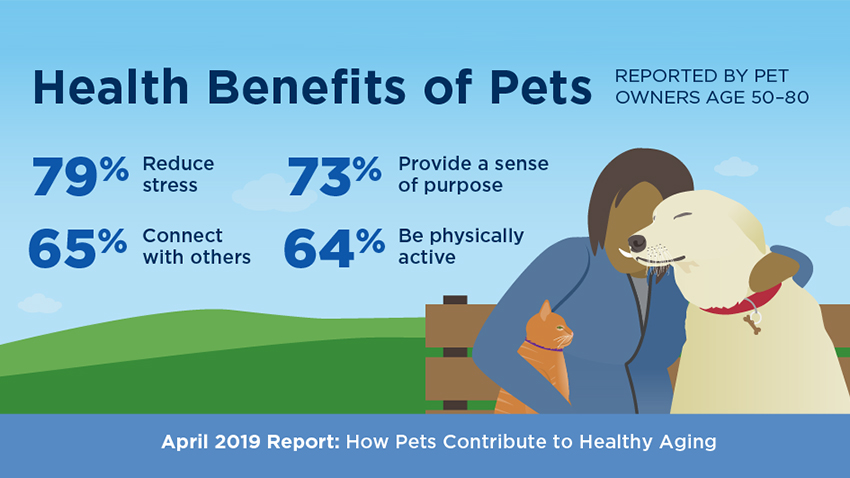 Health Benefits of Pets
REPORTED BY PET
OWNERS AGE 50–80
79% Reduce
stress
73% Provide a sense
of purpose
65% Connect
with others
64% Be physically
active
April 2019 Report: How Pets Contribute to Healthy Aging